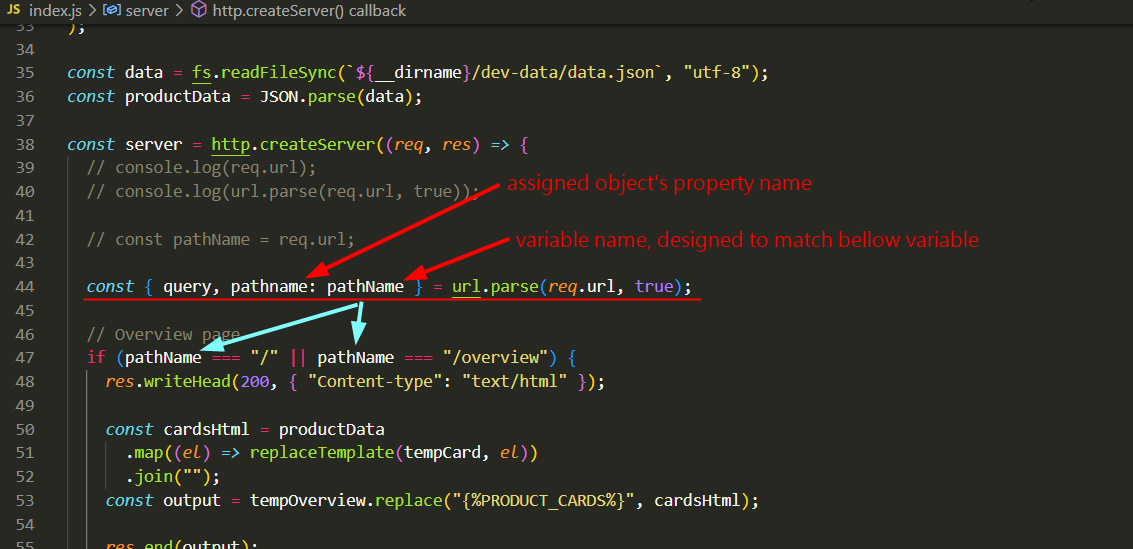 JS index.js > server > http.createServer() callback
33 );
34
35 const data = fs.readFileSync(`${__dirname}/dev-data/data.json`, "utf-8");
36 const productData = JSON.parse(data);
37
38 const server = http.createServer((req, res) => {
39 // console.log(req.url);
40 // console.log(url.parse(req.url, true));
assigned object's property name
41
42 // const pathName = req.url;
variable name, designed to match bellow variable
43
44 const { query, pathname: pathName } = url.parse(req.url, true);
45
46 // Overview page
47 if (pathName === "/" || pathName === "/overview") {
48 res.writeHead(200, { "Content-type": "text/html" });
49
50 const cardsHtml = productData
51 .map((el) => replaceTemplate(tempCard, el))
52 .join("");
53 const output = tempOverview.replace("{%PRODUCT_CARDS%}", cardsHtml);
54
55 res.end(output);